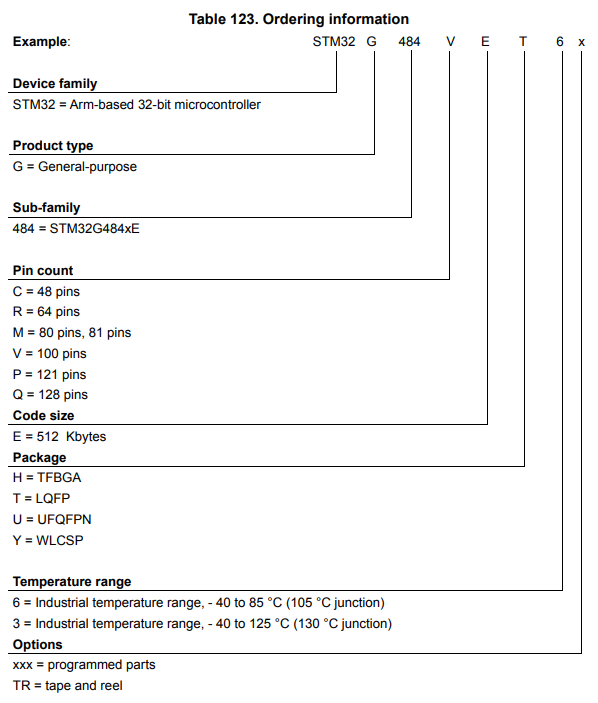 Table 123. Ordering information
Example: STM32 G 484 V E T 6 x
Device family
STM32 = Arm-based 32-bit microcontroller
Product type
G = General-purpose
Sub-family
484 = STM32G484xE
Pin count
C = 48 pins
R = 64 pins
M = 80 pins, 81 pins
V = 100 pins
P = 121 pins
Q = 128 pins
Code size
E = 512 Kbytes
Package
H = TFBGA
T = LQFP
U = UFQFPN
Y = WLCSP
Temperature range
6 = Industrial temperature range, - 40 to 85 °C (105 °C junction)
3 = Industrial temperature range, - 40 to 125 °C (130 °C junction)
Options
xxx = programmed parts
TR = tape and reel